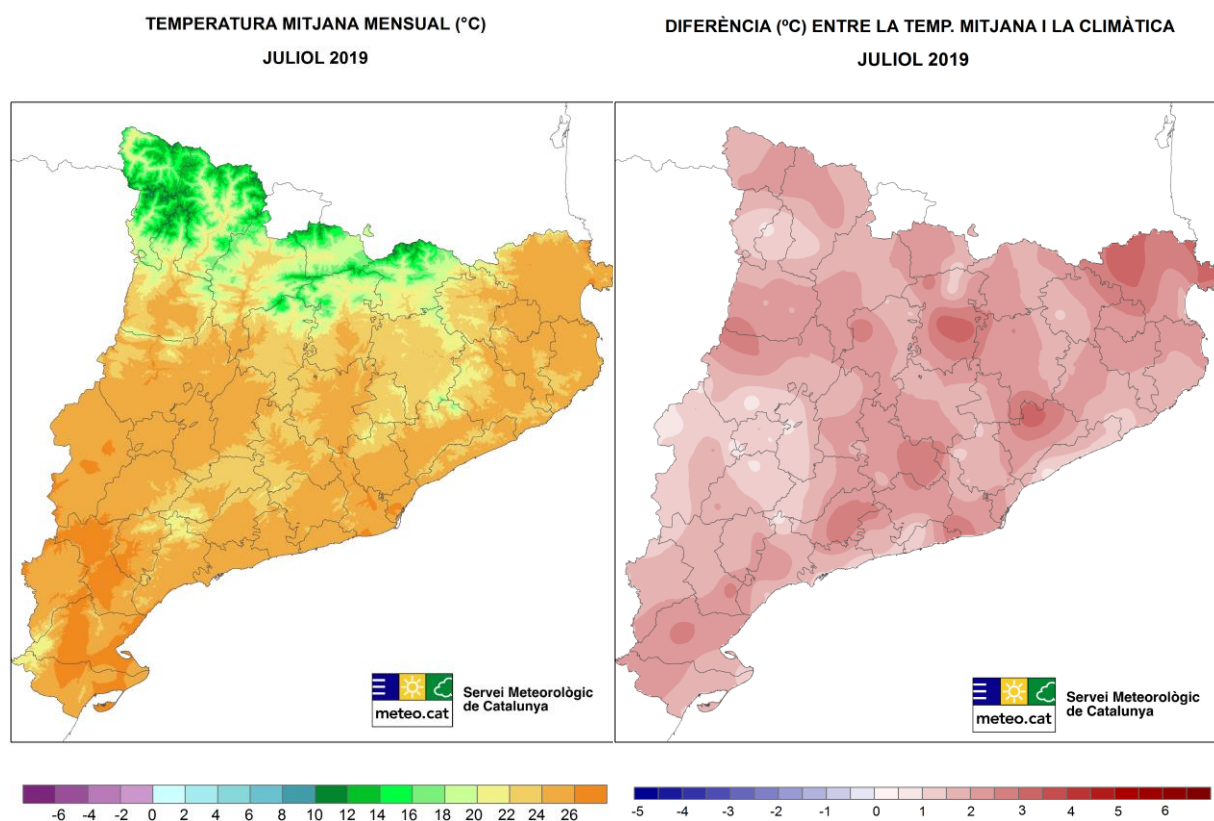 TEMPERATURA MITJANA MENSUAL (°C)
JULIOL 2019
DIFERÈNCIA (ºC) ENTRE LA TEMP. MITJANA I LA CLIMÀTICA
JULIOL 2019
meteo.cat
Servei Meteorològic
de Catalunya
meteo.cat
Servei Meteorològic
de Catalunya
-6 -4 -2 0 2 4 6 8 10 12 14 16 18 20 22 24 26
-5 -4 -3 -2 -1 0 1 2 3 4 5 6